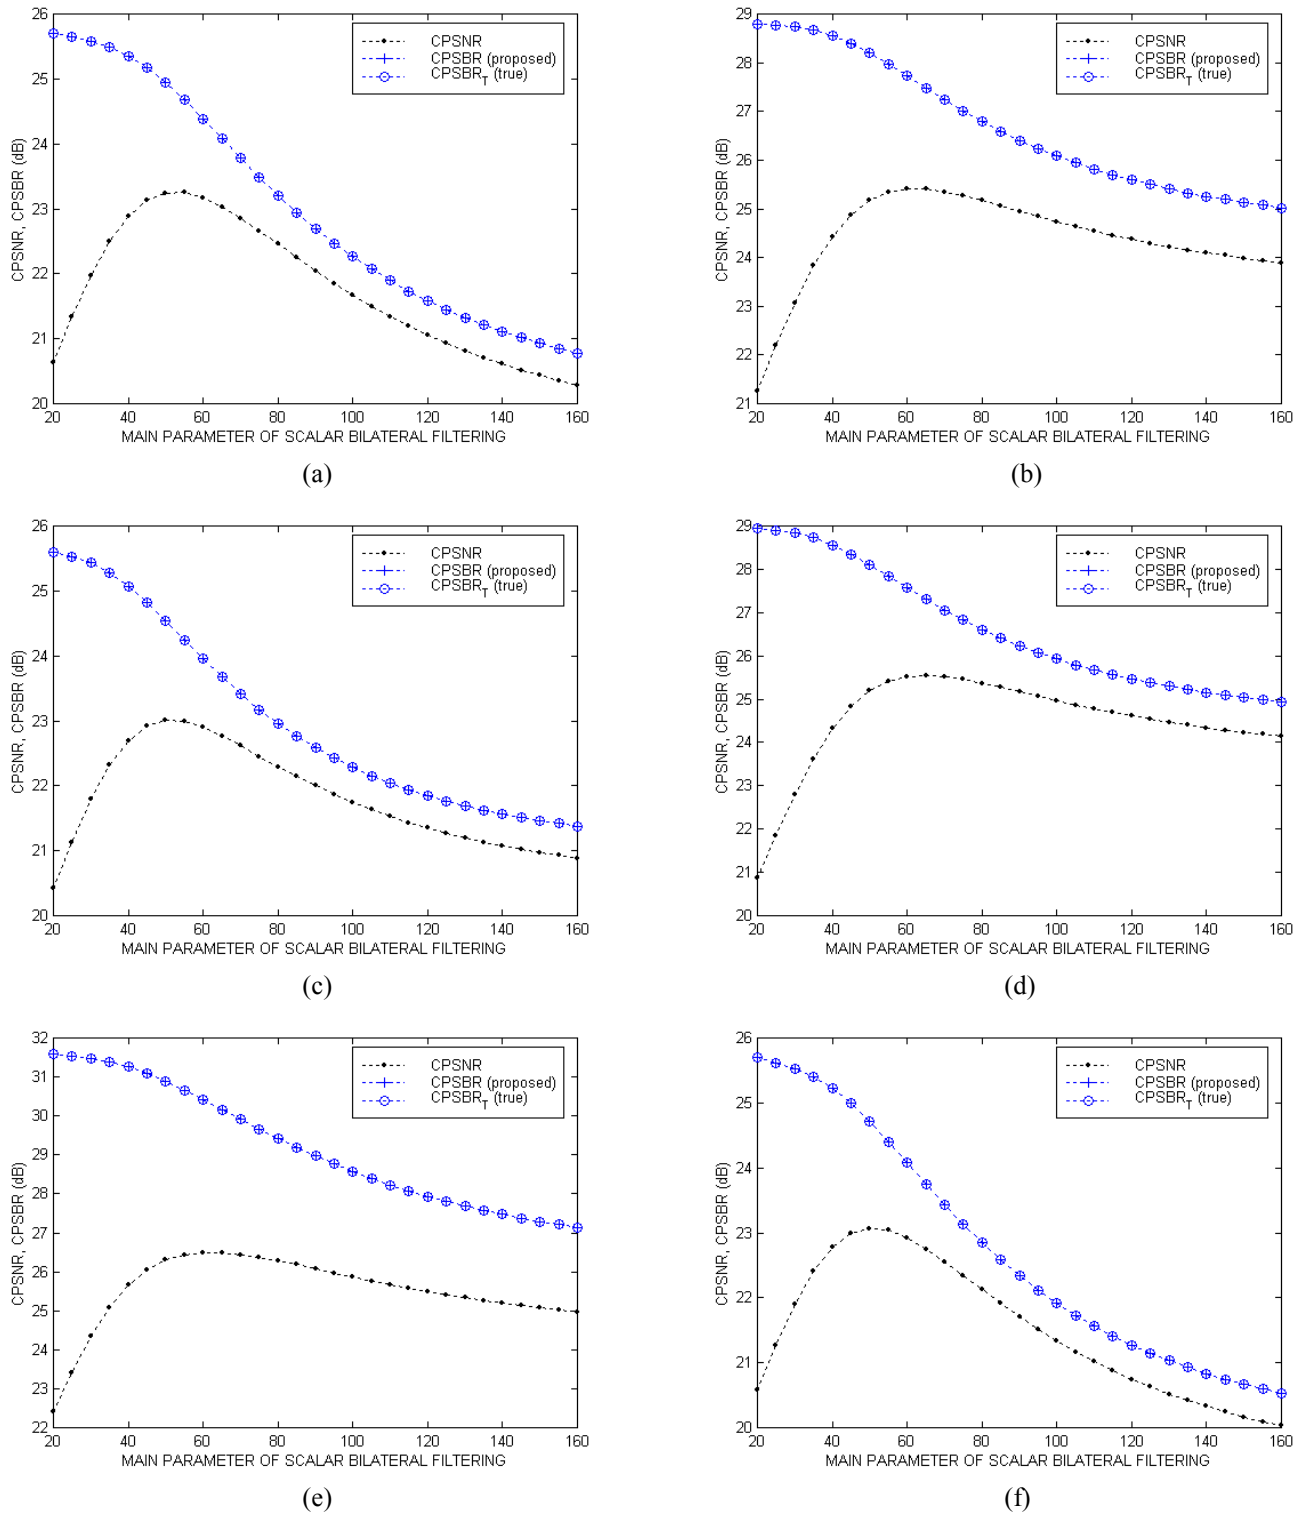 26
25
24
23
22
21
20
CPSNR, CPSBR (dB)
CPSNR
CPSBR (proposed)
CPSBR_T (true)
20 40 60 80 100 120 140 160
MAIN PARAMETER OF SCALAR BILATERAL FILTERING
(a)
29
28
27
26
25
24
23
22
21
CPSNR, CPSBR (dB)
CPSNR
CPSBR (proposed)
CPSBR_T (true)
20 40 60 80 100 120 140 160
MAIN PARAMETER OF SCALAR BILATERAL FILTERING
(b)
26
25
24
23
22
21
20
CPSNR, CPSBR (dB)
CPSNR
CPSBR (proposed)
CPSBR_T (true)
20 40 60 80 100 120 140 160
MAIN PARAMETER OF SCALAR BILATERAL FILTERING
(c)
29
28
27
26
25
24
23
22
21
20
CPSNR, CPSBR (dB)
CPSNR
CPSBR (proposed)
CPSBR_T (true)
20 40 60 80 100 120 140 160
MAIN PARAMETER OF SCALAR BILATERAL FILTERING
(d)
32
31
30
29
28
27
26
25
24
23
22
CPSNR, CPSBR (dB)
CPSNR
CPSBR (proposed)
CPSBR_T (true)
20 40 60 80 100 120 140 160
MAIN PARAMETER OF SCALAR BILATERAL FILTERING
(e)
26
25
24
23
22
21
20
CPSNR, CPSBR (dB)
CPSNR
CPSBR (proposed)
CPSBR_T (true)
20 40 60 80 100 120 140 160
MAIN PARAMETER OF SCALAR BILATERAL FILTERING
(f)